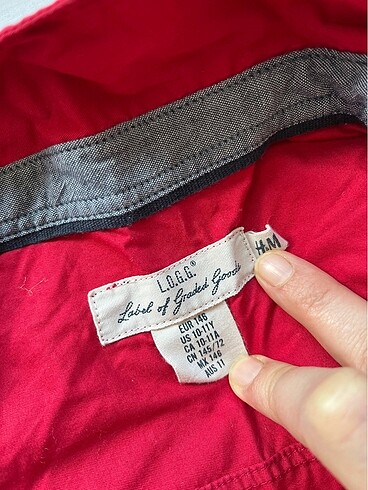 L.O.G.G.®
Label of Graded Goods
H&M
EUR 146
US 10-11Y
CA 10-11A
CN 145/72
MX 146
AUS 11